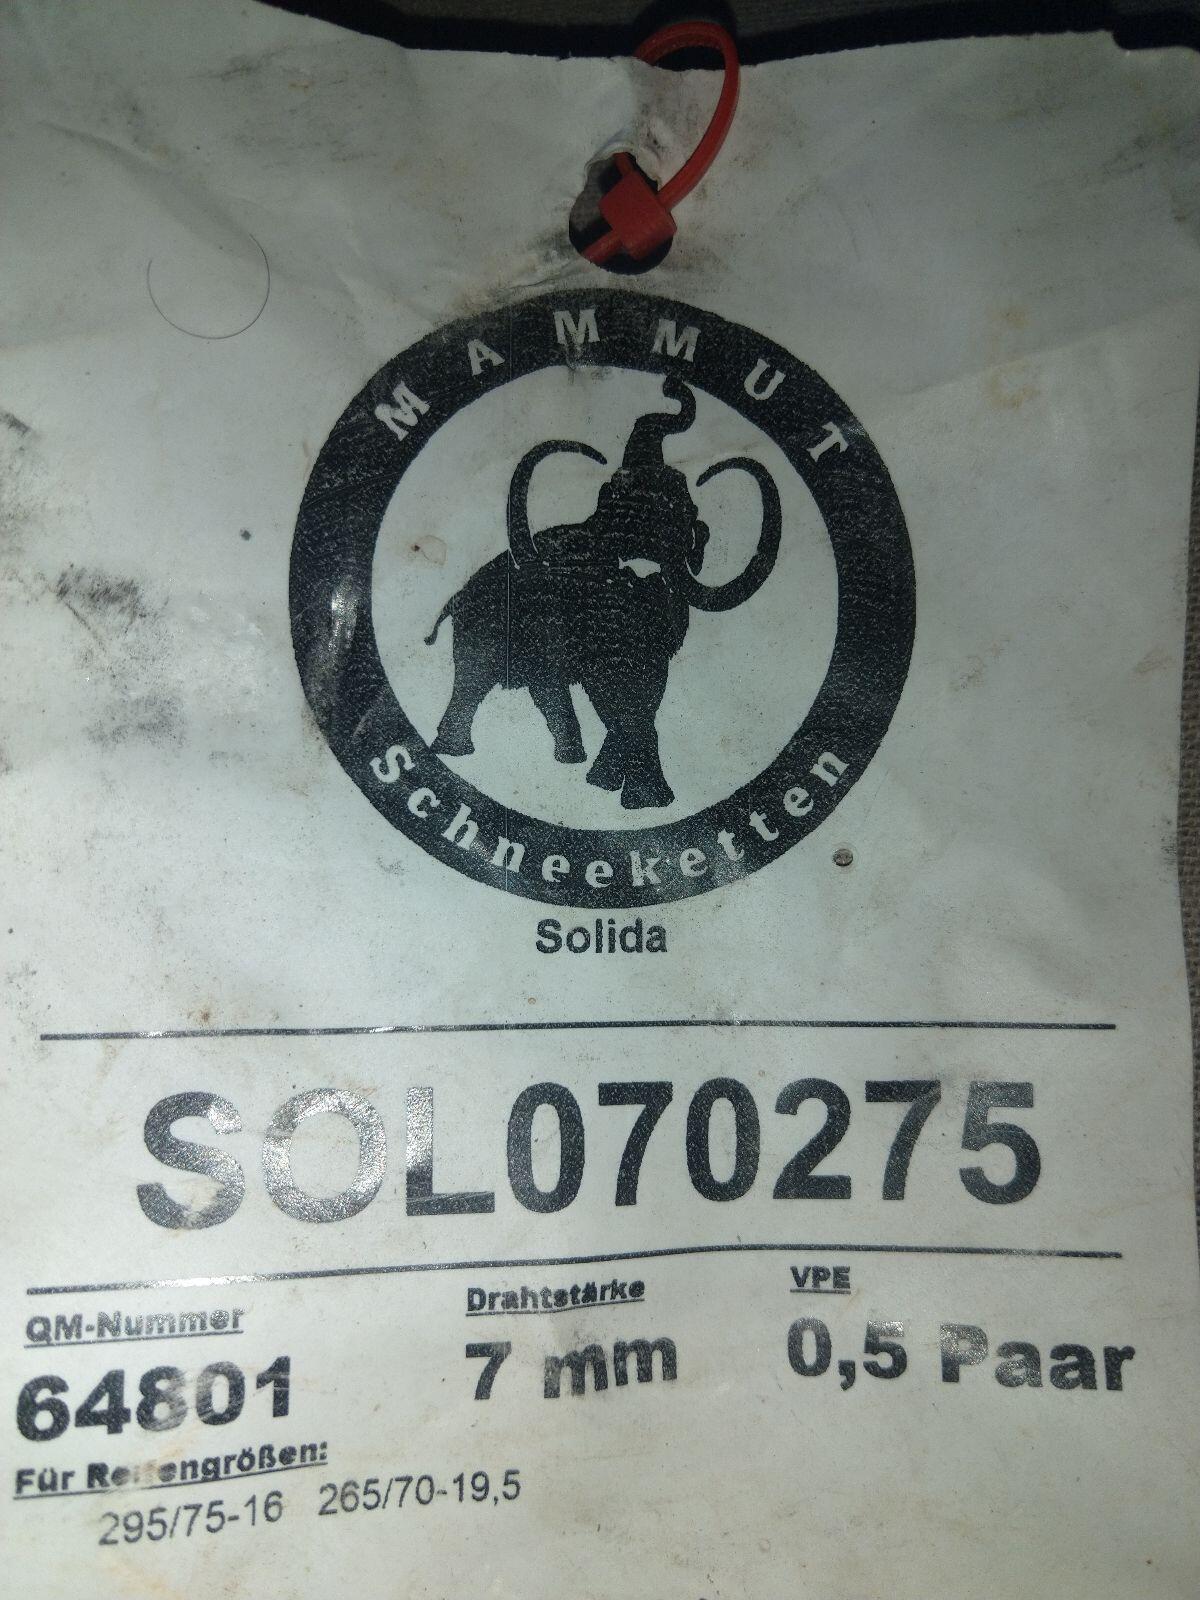 MAMMUT
Schneeketten
Solida
SOL070275
QM-Nummer Drahtstärke VPE
64801 7 mm 0,5 Paar
Für Reifengrößen:
295/75-16 265/70-19,5